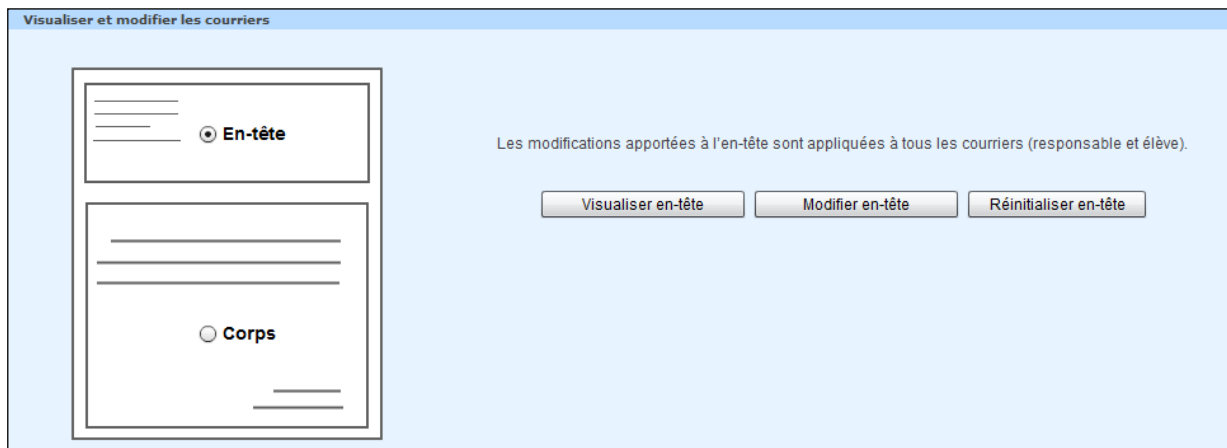 Visualiser et modifier les courriers
En-tête
Les modifications apportées à l'en-tête sont appliquées à tous les courriers (responsable et élève).
Visualiser en-tête Modifier en-tête Réinitialiser en-tête
Corps